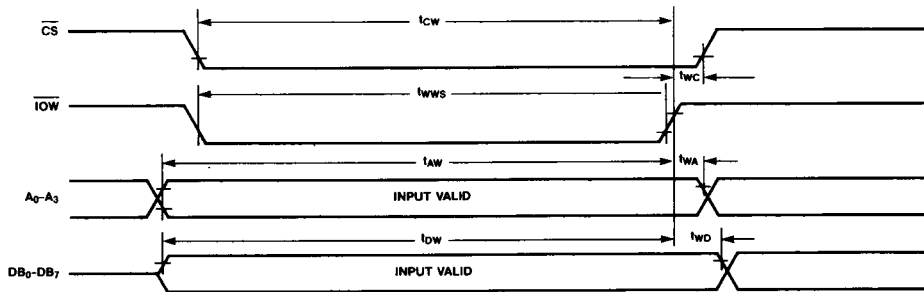 CS
tCW
tWC
IOW
tWWS
tAW
tWA
A0-A3
INPUT VALID
tDW
tWD
DB0-DB7
INPUT VALID